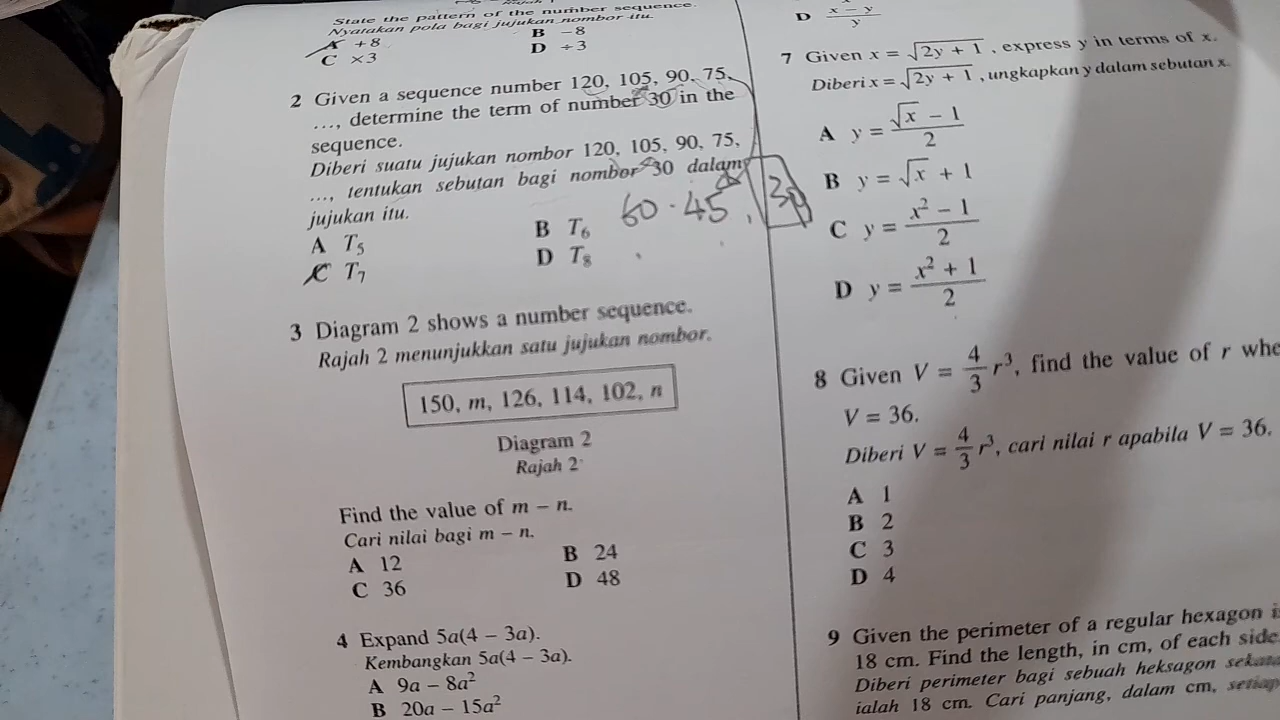 State the pattern of the number sequence.
Nyatakan pola bagi jujukan nombor itu.
A +8
B −8
C ×3
D ÷3
2 Given a sequence number 120, 105, 90, 75,
..., determine the term of number 30 in the
sequence.
Diberi suatu jujukan nombor 120, 105, 90, 75,
..., tentukan sebutan bagi nombor 30 dalam
jujukan itu.
60 . 45, 30
A T₅
B T₆
C T₇
D T₈
3 Diagram 2 shows a number sequence.
Rajah 2 menunjukkan satu jujukan nombor.
150, m, 126, 114, 102, n
Diagram 2
Rajah 2
Find the value of m − n.
Cari nilai bagi m − n.
A 12
B 24
C 36
D 48
4 Expand 5a(4 − 3a).
Kembangkan 5a(4 − 3a).
A 9a − 8a²
B 20a − 15a²
D (x − y)/y
7 Given x = √(2y + 1), express y in terms of x.
Diberi x = √(2y + 1), ungkapkan y dalam sebutan x.
A y = (√x − 1)/2
B y = √x + 1
C y = (x² − 1)/2
D y = (x² + 1)/2
8 Given V = 4/3 r³, find the value of r whe
V = 36.
Diberi V = 4/3 r³, cari nilai r apabila V = 36.
A 1
B 2
C 3
D 4
9 Given the perimeter of a regular hexagon i
18 cm. Find the length, in cm, of each side
Diberi perimeter bagi sebuah heksagon sekata
ialah 18 cm. Cari panjang, dalam cm, setiap